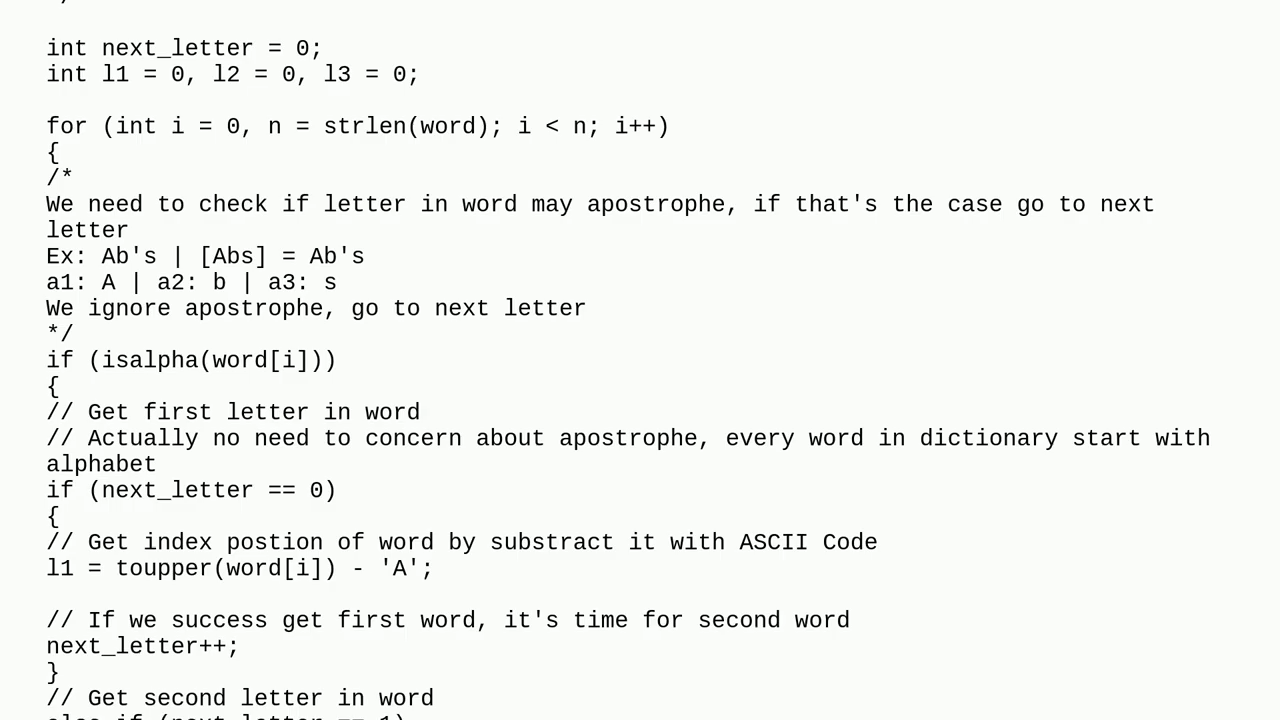 */
int next_letter = 0;
int l1 = 0, l2 = 0, l3 = 0;
for (int i = 0, n = strlen(word); i < n; i++)
{
/*
We need to check if letter in word may apostrophe, if that's the case go to next
letter
Ex: Ab's | [Abs] = Ab's
a1: A | a2: b | a3: s
We ignore apostrophe, go to next letter
*/
if (isalpha(word[i]))
{
// Get first letter in word
// Actually no need to concern about apostrophe, every word in dictionary start with
alphabet
if (next_letter == 0)
{
// Get index postion of word by substract it with ASCII Code
l1 = toupper(word[i]) - 'A';
// If we success get first word, it's time for second word
next_letter++;
}
// Get second letter in word
else if (next_letter == 1)